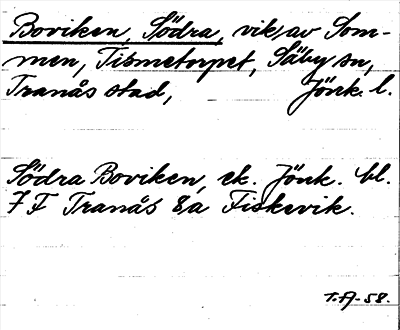 Boviken, Södra, vik av Som-
men, Tismetorpet, Säby sn,
Tranås stad, Jönk. l.
Södra Boviken, ek. Jönk. bl.
7 F Tranås 8a Fiskevik.
T.A.-58.